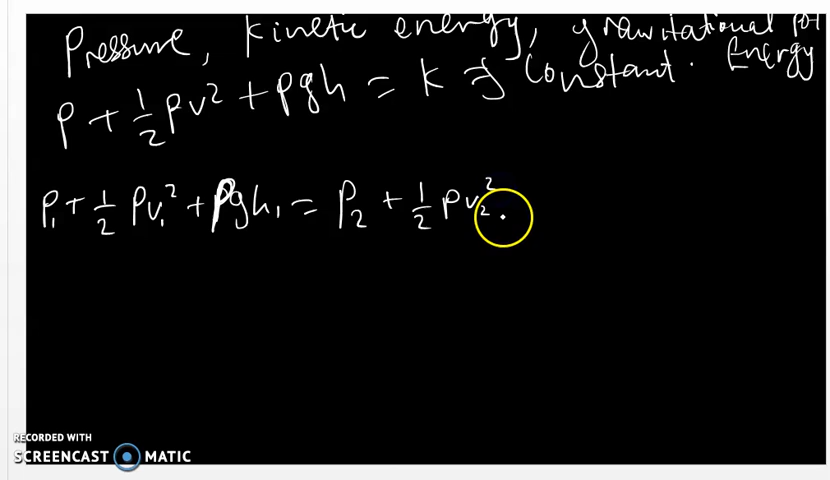 Pressure, kinetic energy, gravitational pot
Energy
P + 1/2 ρv² + ρgh = k ⇒ Constant.
P₁ + 1/2 ρv₁² + ρgh₁ = P₂ + 1/2 ρv₂²
RECORDED WITH
SCREENCAST MATIC